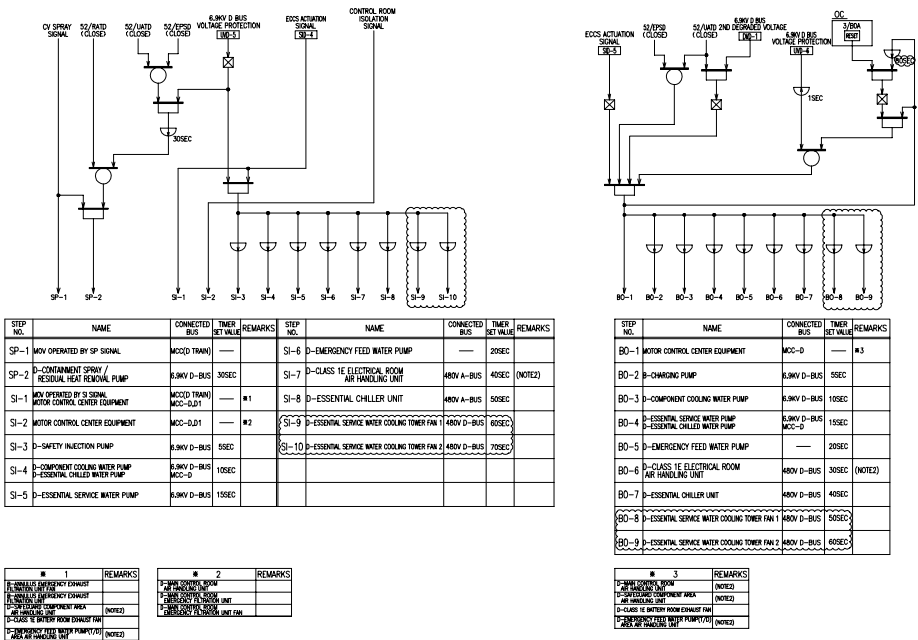 CV SPRAY
SIGNAL
52/RATD
(CLOSE)
52/UATD
(CLOSE)
52/EPSD
(CLOSE)
6.9KV D BUS
VOLTAGE PROTECTION
UVD-5
ECCS ACTUATION
SIGNAL
SID-4
CONTROL ROOM
ISOLATION
SIGNAL
30SEC
SP-1
SP-2
SI-1
SI-2
SI-3
SI-4
SI-5
SI-6
SI-7
SI-8
SI-9
SI-10
ECCS ACTUATION
SIGNAL
SID-5
52/EPSD
(CLOSE)
52/UATD
(CLOSE)
6.9KV D BUS
2ND DEGRADED VOLTAGE
6.9KV D BUS
VOLTAGE PROTECTION
UVD-4
OC
3/BOA
RESET
1SEC
BO-1
BO-2
BO-3
BO-4
BO-5
BO-6
BO-7
BO-8
BO-9
STEP NO. NAME CONNECTED BUS TIMER SET VALUE REMARKS
SP-1 MOV OPERATED BY SP SIGNAL MCC(D TRAIN) —
SP-2 D-CONTAINMENT SPRAY / RESIDUAL HEAT REMOVAL PUMP 6.9KV D-BUS 30SEC
SI-1 MOV OPERATED BY SI SIGNAL MOTOR CONTROL CENTER EQUIPMENT MCC(D TRAIN) MCC-D,D1 — ※1
SI-2 MOTOR CONTROL CENTER EQUIPMENT MCC-D,D1 — ※2
SI-3 D-SAFETY INJECTION PUMP 6.9KV D-BUS 5SEC
SI-4 D-COMPONENT COOLING WATER PUMP D-ESSENTIAL CHILLED WATER PUMP 6.9KV D-BUS MCC-D 10SEC
SI-5 D-ESSENTIAL SERVICE WATER PUMP 6.9KV D-BUS 15SEC
STEP NO. NAME CONNECTED BUS TIMER SET VALUE REMARKS
SI-6 D-EMERGENCY FEED WATER PUMP — 20SEC
SI-7 D-CLASS 1E ELECTRICAL ROOM AIR HANDLING UNIT 480V A-BUS 40SEC (NOTE2)
SI-8 D-ESSENTIAL CHILLER UNIT 480V A-BUS 50SEC
SI-9 D-ESSENTIAL SERVICE WATER COOLING TOWER FAN 1 480V D-BUS 60SEC
SI-10 D-ESSENTIAL SERVICE WATER COOLING TOWER FAN 2 480V D-BUS 70SEC
STEP NO. NAME CONNECTED BUS TIMER SET VALUE REMARKS
BO-1 MOTOR CONTROL CENTER EQUIPMENT MCC-D — ※3
BO-2 B-CHARGING PUMP 6.9KV D-BUS 5SEC
BO-3 D-COMPONENT COOLING WATER PUMP 6.9KV D-BUS 10SEC
BO-4 D-ESSENTIAL SERVICE WATER PUMP D-ESSENTIAL CHILLED WATER PUMP 6.9KV D-BUS MCC-D 15SEC
BO-5 D-EMERGENCY FEED WATER PUMP — 20SEC
BO-6 D-CLASS 1E ELECTRICAL ROOM AIR HANDLING UNIT 480V D-BUS 30SEC (NOTE2)
BO-7 D-ESSENTIAL CHILLER UNIT 480V D-BUS 40SEC
BO-8 D-ESSENTIAL SERVICE WATER COOLING TOWER FAN 1 480V D-BUS 50SEC
BO-9 D-ESSENTIAL SERVICE WATER COOLING TOWER FAN 2 480V D-BUS 60SEC
※ 1 REMARKS
B-ANNULUS EMERGENCY EXHAUST FILTRATION UNIT FAN
B-ANNULUS EMERGENCY EXHAUST FILTRATION UNIT
D-SAFEGUARD COMPONENT AREA AIR HANDLING UNIT (NOTE2)
D-CLASS 1E BATTERY ROOM EXHAUST FAN
D-EMERGENCY FEED WATER PUMP(T/D) AREA AIR HANDLING UNIT (NOTE2)
※ 2 REMARKS
D-MAIN CONTROL ROOM AIR HANDLING UNIT
D-MAIN CONTROL ROOM EMERGENCY FILTRATION UNIT
D-MAIN CONTROL ROOM EMERGENCY FILTRATION UNIT FAN
※ 3 REMARKS
D-MAIN CONTROL ROOM AIR HANDLING UNIT (NOTE2)
D-SAFEGUARD COMPONENT AREA AIR HANDLING UNIT (NOTE2)
D-CLASS 1E BATTERY ROOM EXHAUST FAN
D-EMERGENCY FEED WATER PUMP(T/D) AREA AIR HANDLING UNIT (NOTE2)